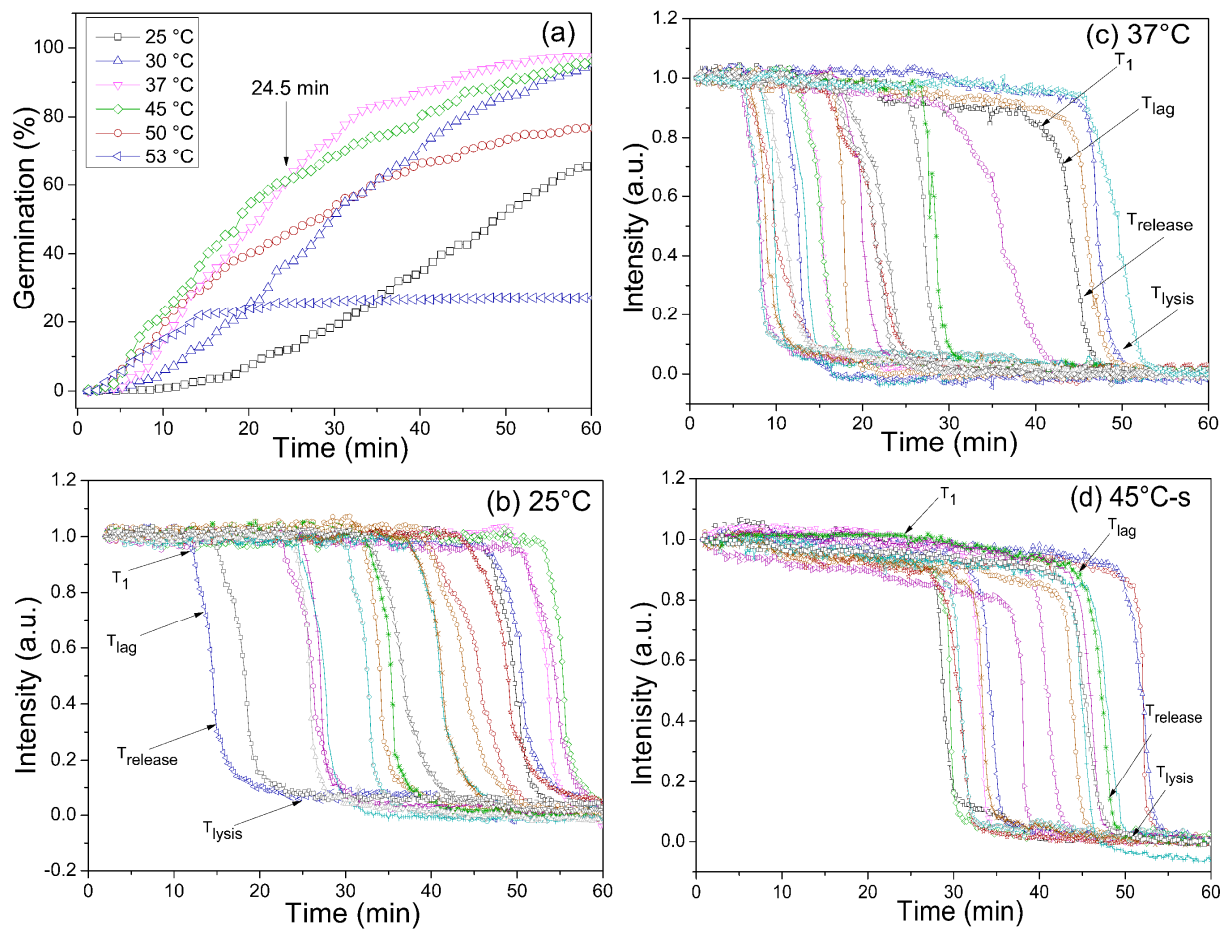 (a)
25 °C
30 °C
37 °C
45 °C
50 °C
53 °C
24.5 min
Germination (%)
100
80
60
40
20
0
0 10 20 30 40 50 60
Time (min)
(c) 37°C
T1
Tlag
Trelease
Tlysis
Intensity (a.u.)
1.2
1.0
0.8
0.6
0.4
0.2
0.0
0 10 20 30 40 50 60
Time (min)
(b) 25°C
T1
Tlag
Trelease
Tlysis
Intensity (a.u.)
1.2
1.0
0.8
0.6
0.4
0.2
0.0
-0.2
0 10 20 30 40 50 60
Time (min)
(d) 45°C-s
T1
Tlag
Trelease
Tlysis
Intenisity (a.u.)
1.2
1.0
0.8
0.6
0.4
0.2
0.0
0 10 20 30 40 50 60
Time (min)